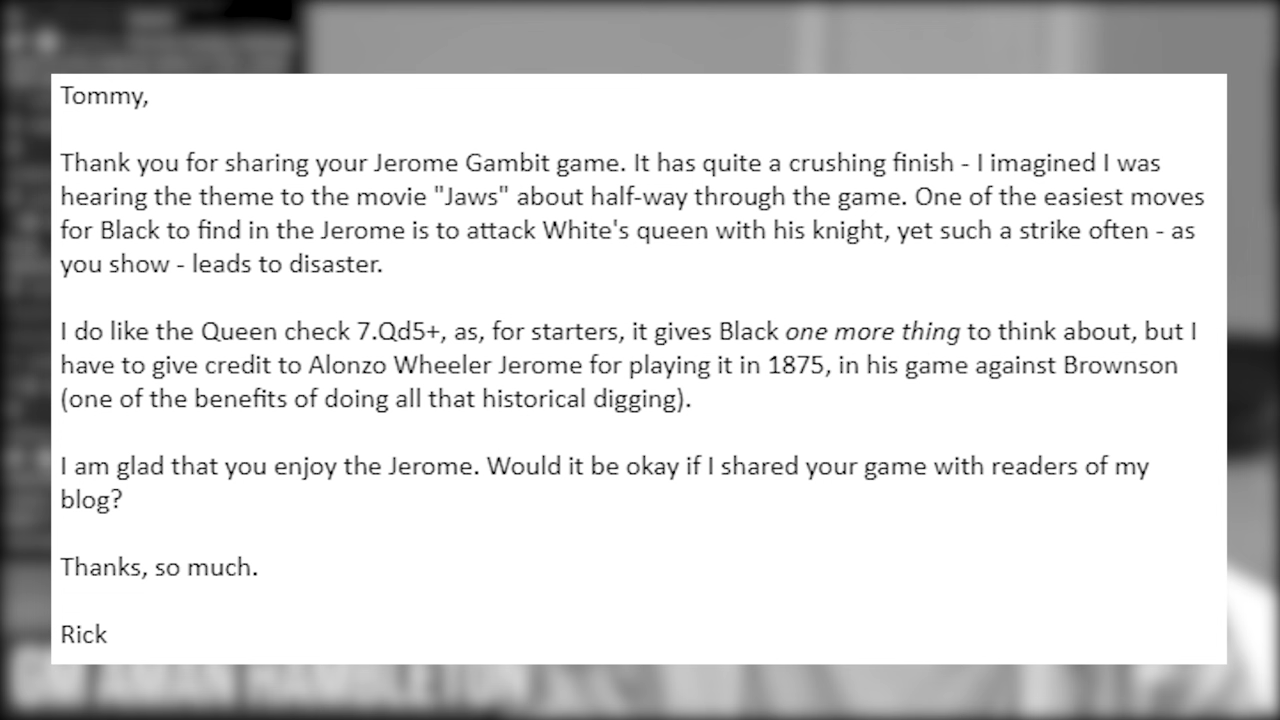 Tommy,
Thank you for sharing your Jerome Gambit game. It has quite a crushing finish - I imagined I was
hearing the theme to the movie "Jaws" about half-way through the game. One of the easiest moves
for Black to find in the Jerome is to attack White's queen with his knight, yet such a strike often - as
you show - leads to disaster.
I do like the Queen check 7.Qd5+, as, for starters, it gives Black one more thing to think about, but I
have to give credit to Alonzo Wheeler Jerome for playing it in 1875, in his game against Brownson
(one of the benefits of doing all that historical digging).
I am glad that you enjoy the Jerome. Would it be okay if I shared your game with readers of my
blog?
Thanks, so much.
Rick
GM AMAN HAMBLETON